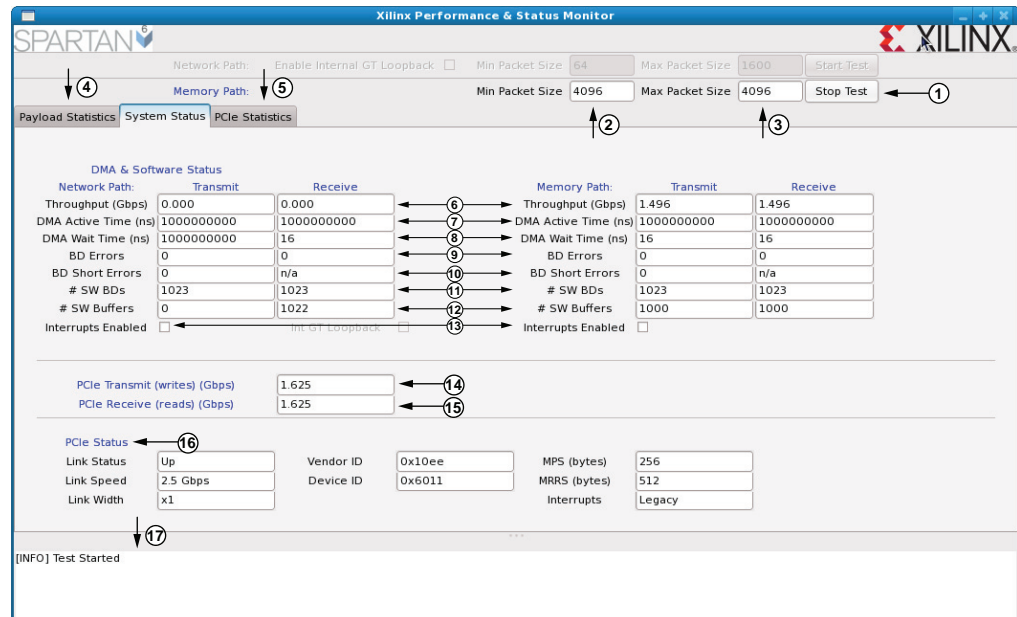 Xilinx Performance & Status Monitor
SPARTAN 6 XILINX
Network Path: Enable Internal GT Loopback Min Packet Size 64 Max Packet Size 1600 Start Test
4 5 Memory Path: Min Packet Size 4096 Max Packet Size 4096 Stop Test 1
Payload Statistics System Status PCIe Statistics 2 3
DMA & Software Status
Network Path: Transmit Receive Memory Path: Transmit Receive
Throughput (Gbps) 0.000 0.000 6 Throughput (Gbps) 1.496 1.496
DMA Active Time (ns) 1000000000 1000000000 7 DMA Active Time (ns) 1000000000 1000000000
DMA Wait Time (ns) 1000000000 16 8 DMA Wait Time (ns) 16 16
BD Errors 0 0 9 BD Errors 0 0
BD Short Errors 0 n/a 10 BD Short Errors 0 n/a
# SW BDs 1023 1023 11 # SW BDs 1023 1023
# SW Buffers 0 1022 12 # SW Buffers 1000 1000
Interrupts Enabled Int GT Loopback 13 Interrupts Enabled
PCIe Transmit (writes) (Gbps) 1.625 14
PCIe Receive (reads) (Gbps) 1.625 15
PCIe Status 16
Link Status Up Vendor ID 0x10ee MPS (bytes) 256
Link Speed 2.5 Gbps Device ID 0x6011 MRRS (bytes) 512
Link Width x1 Interrupts Legacy
17
[INFO] Test Started